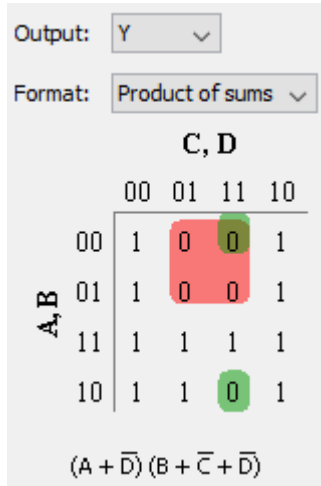 Output: Y
Format: Product of sums
C, D
00 01 11 10
00 1 0 0 1
01 1 0 0 1
A, B
11 1 1 1 1
10 1 1 0 1
(A + D̅) (B + C̅ + D̅)